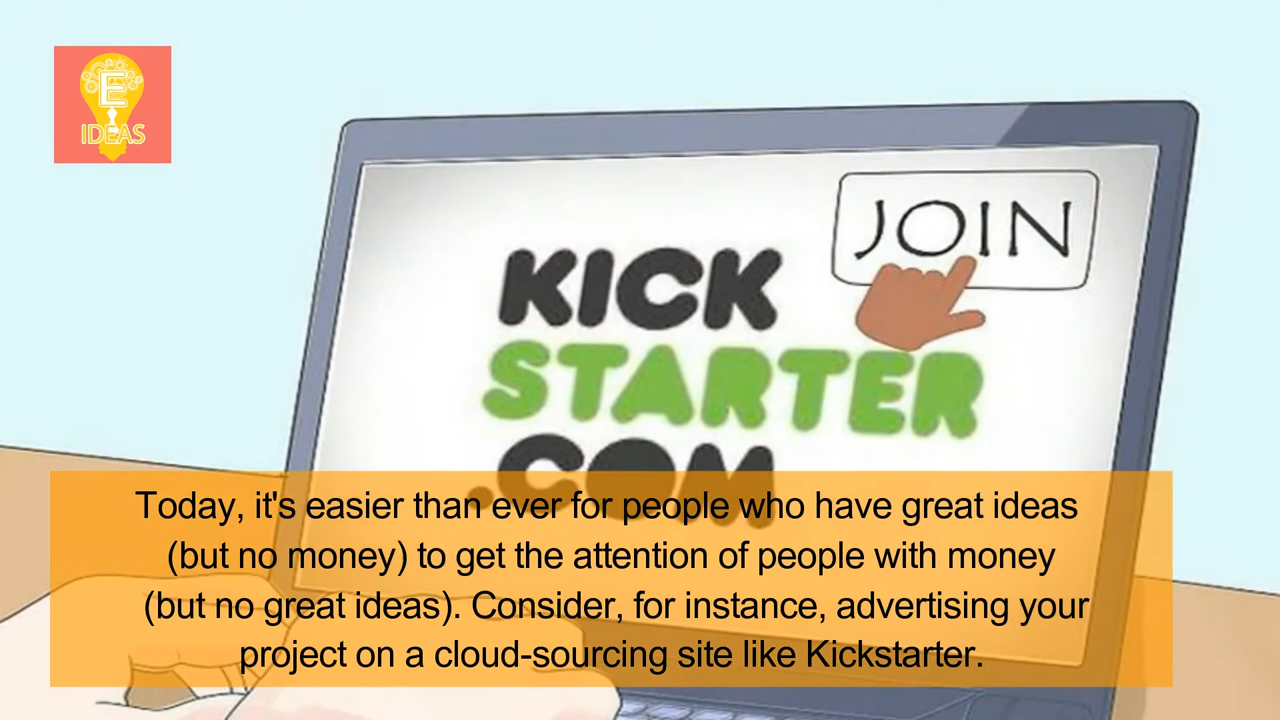 E
IDEAS
JOIN
KICK
STARTER
.COM
Today, it's easier than ever for people who have great ideas
(but no money) to get the attention of people with money
(but no great ideas). Consider, for instance, advertising your
project on a cloud-sourcing site like Kickstarter.